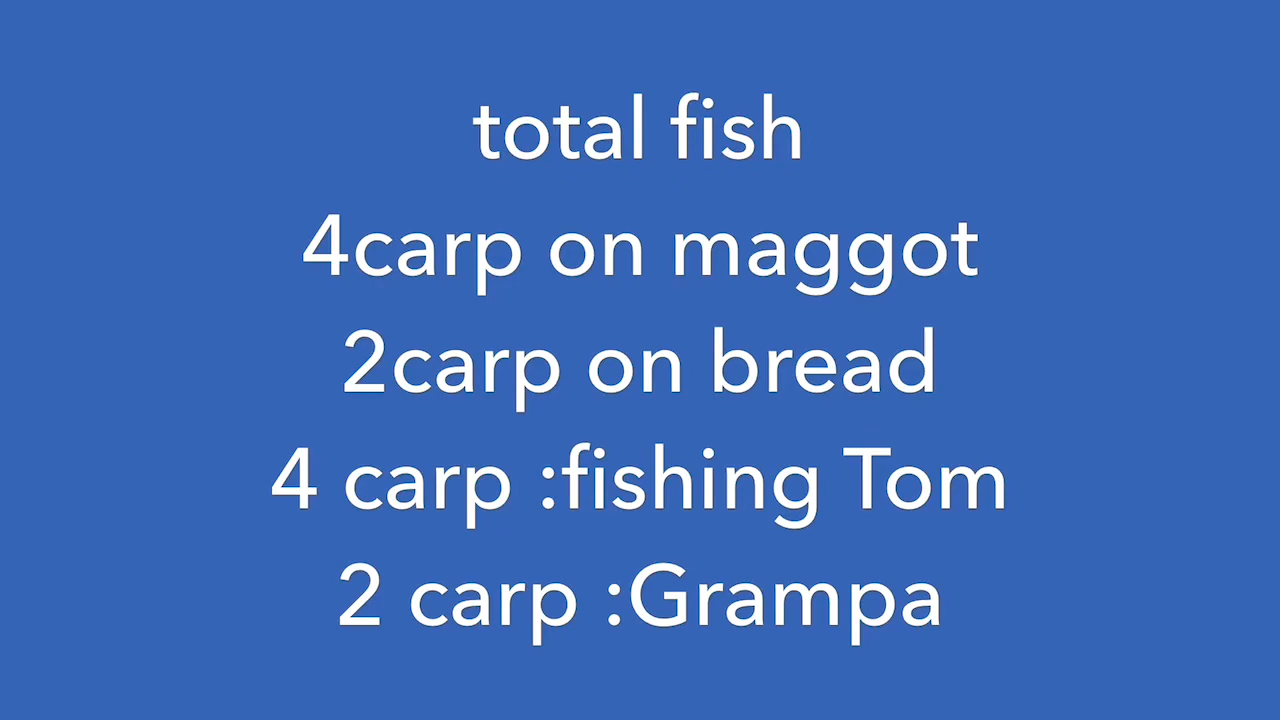 total fish
4carp on maggot
2carp on bread
4 carp :fishing Tom
2 carp :Grampa